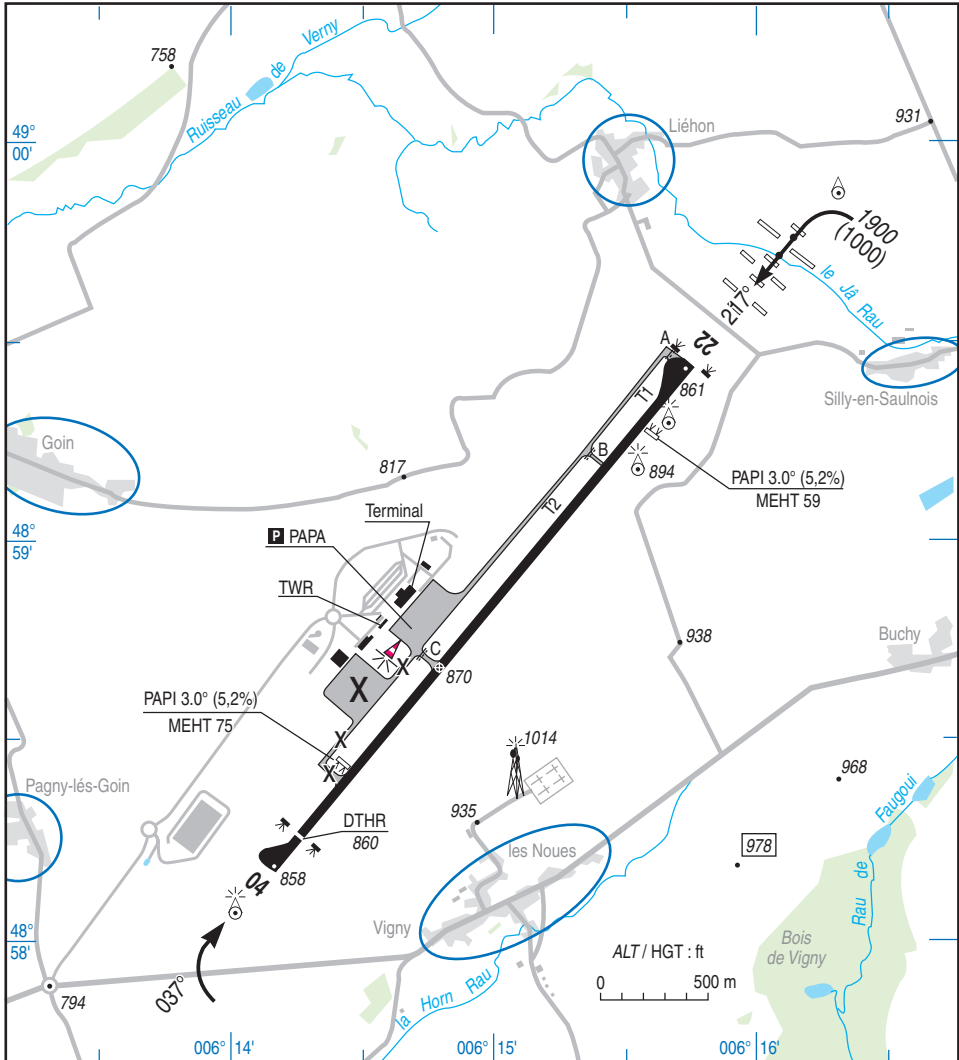 758
Ruisseau de Verny
49°
00'
Liéhon
931
1900
(1000)
le Jâ Rau
217°
22
A
861
T1
Silly-en-Saulnois
Goin
817
B
894
PAPI 3.0° (5,2%)
MEHT 59
T2
Terminal
48°
59'
P PAPA
TWR
938
Buchy
C
X
870
X
PAPI 3.0° (5,2%)
MEHT 75
X
1014
X
968
Pagny-lés-Goin
Faugoui
935
DTHR
860
les Noues
978
858
04
Rau de
Vigny
48°
58'
ALT / HGT : ft
Bois
de Vigny
037°
0 500 m
794
la Horn Rau
006° 14'
006° 15'
006° 16'